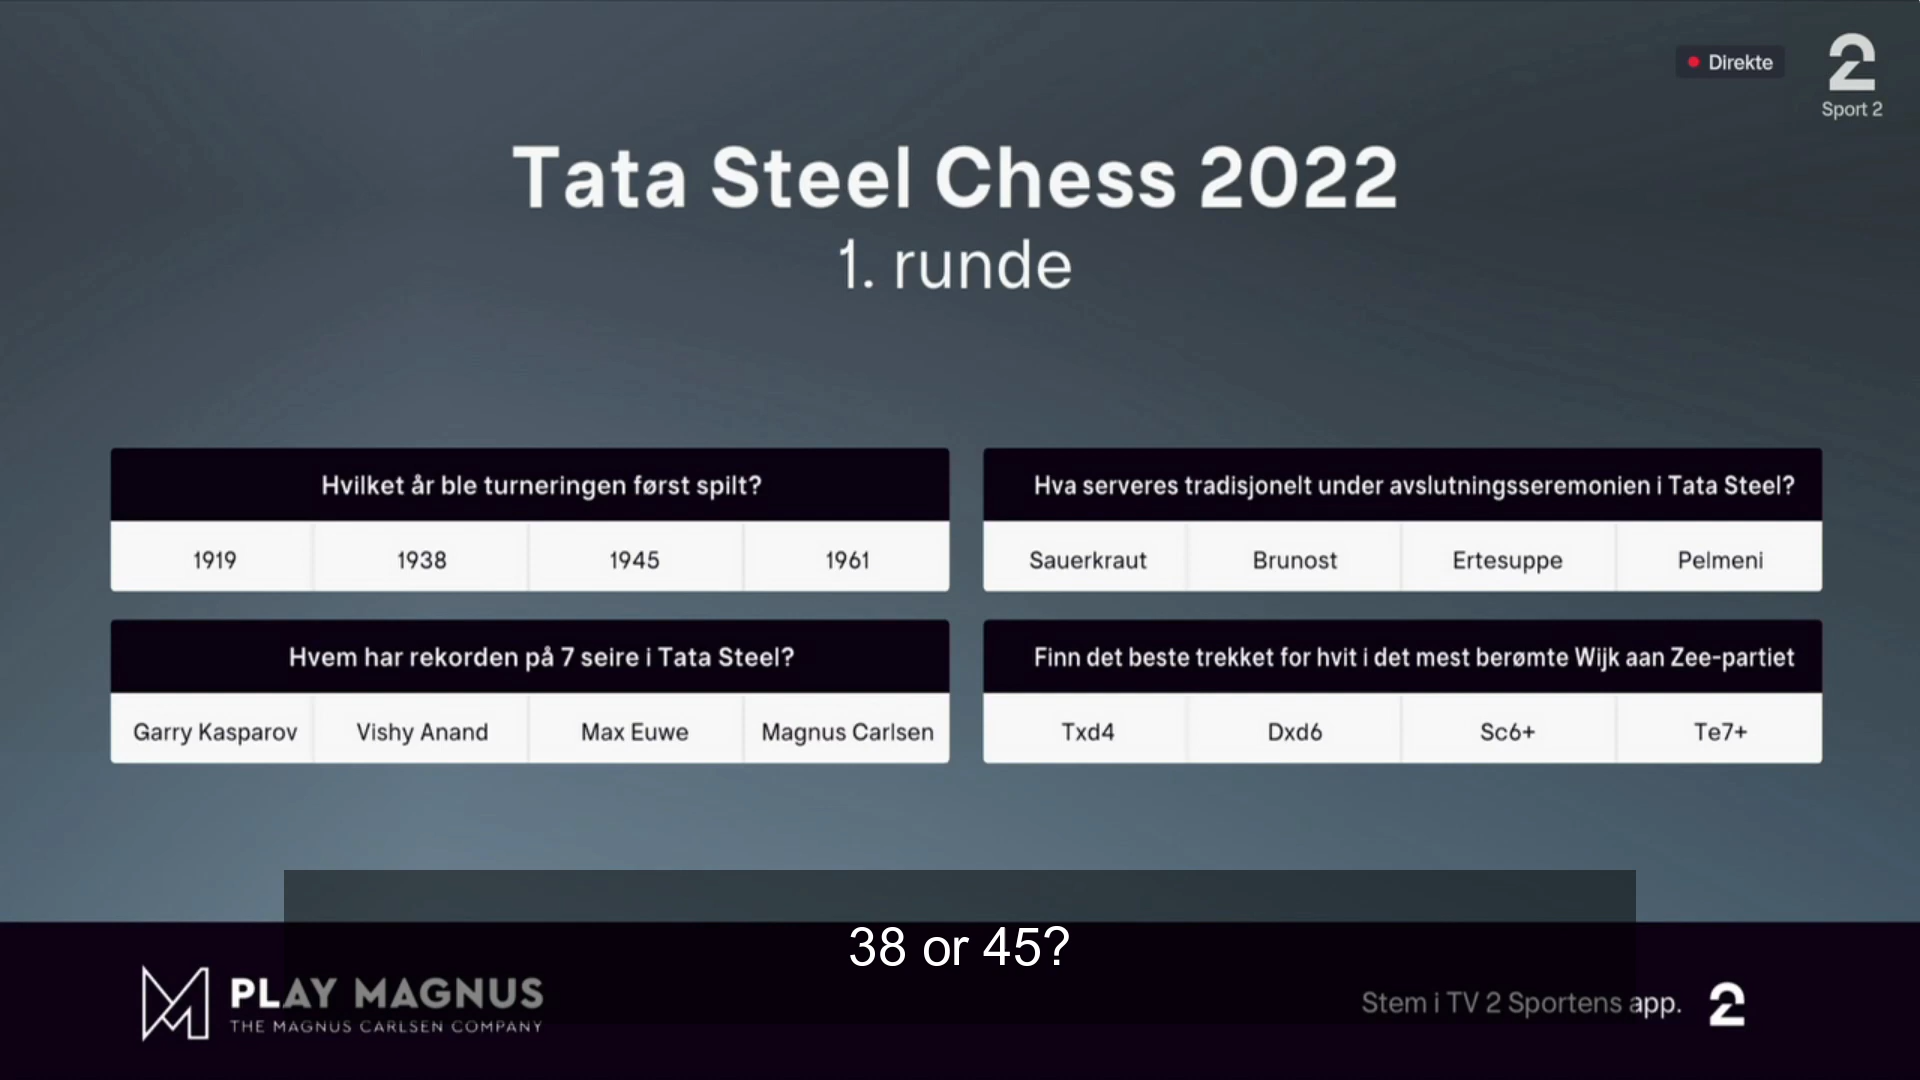 Direkte
2
Sport 2
Tata Steel Chess 2022
1. runde
Hvilket år ble turneringen først spilt?
1919 1938 1945 1961
Hva serveres tradisjonelt under avslutningsseremonien i Tata Steel?
Sauerkraut Brunost Ertesuppe Pelmeni
Hvem har rekorden på 7 seire i Tata Steel?
Garry Kasparov Vishy Anand Max Euwe Magnus Carlsen
Finn det beste trekket for hvit i det mest berømte Wijk aan Zee-partiet
Txd4 Dxd6 Sc6+ Te7+
38 or 45?
PLAY MAGNUS
THE MAGNUS CARLSEN COMPANY
Stem i TV 2 Sportens app. 2